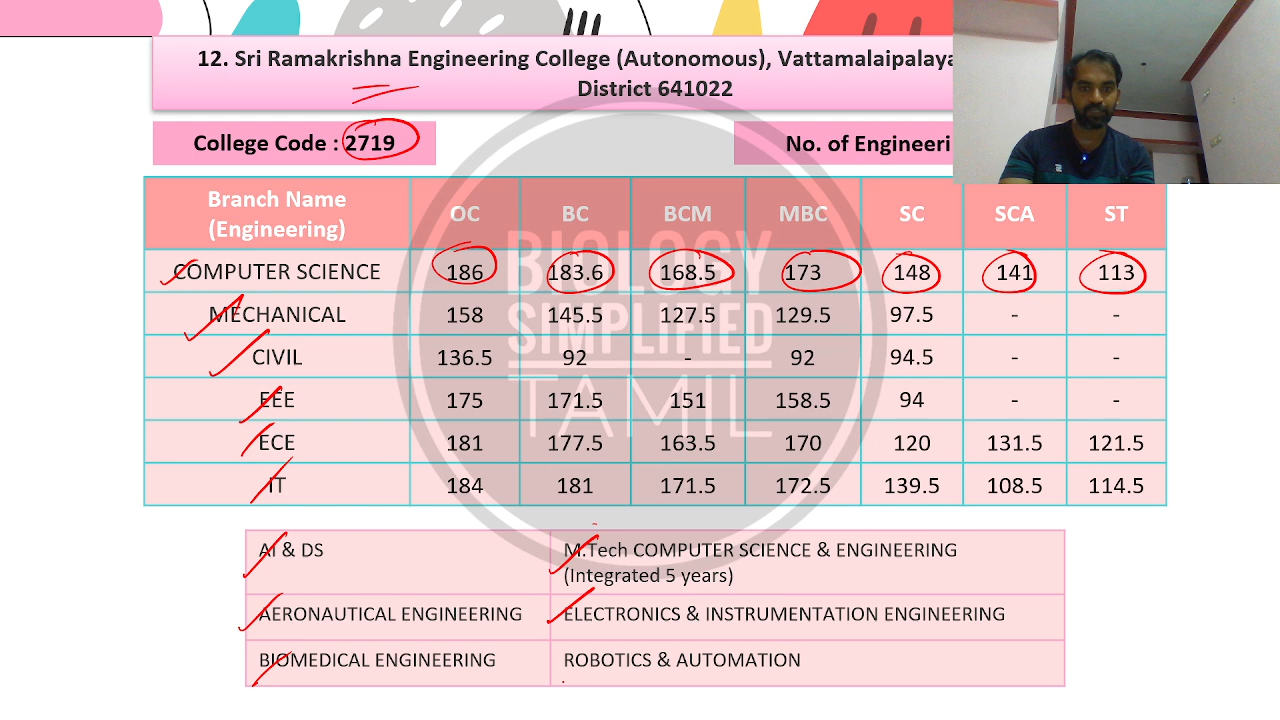 12. Sri Ramakrishna Engineering College (Autonomous), Vattamalaipalaya
District 641022
College Code : 2719
No. of Engineeri
Branch Name
(Engineering) OC BC BCM MBC SC SCA ST
COMPUTER SCIENCE 186 183.6 168.5 173 148 141 113
MECHANICAL 158 145.5 127.5 129.5 97.5 - -
CIVIL 136.5 92 - 92 94.5 - -
EEE 175 171.5 151 158.5 94 - -
ECE 181 177.5 163.5 170 120 131.5 121.5
IT 184 181 171.5 172.5 139.5 108.5 114.5
BIOLOGY
SIMPLIFIED
TAMIL
AI & DS
M.Tech COMPUTER SCIENCE & ENGINEERING
(Integrated 5 years)
AERONAUTICAL ENGINEERING
ELECTRONICS & INSTRUMENTATION ENGINEERING
BIOMEDICAL ENGINEERING
ROBOTICS & AUTOMATION